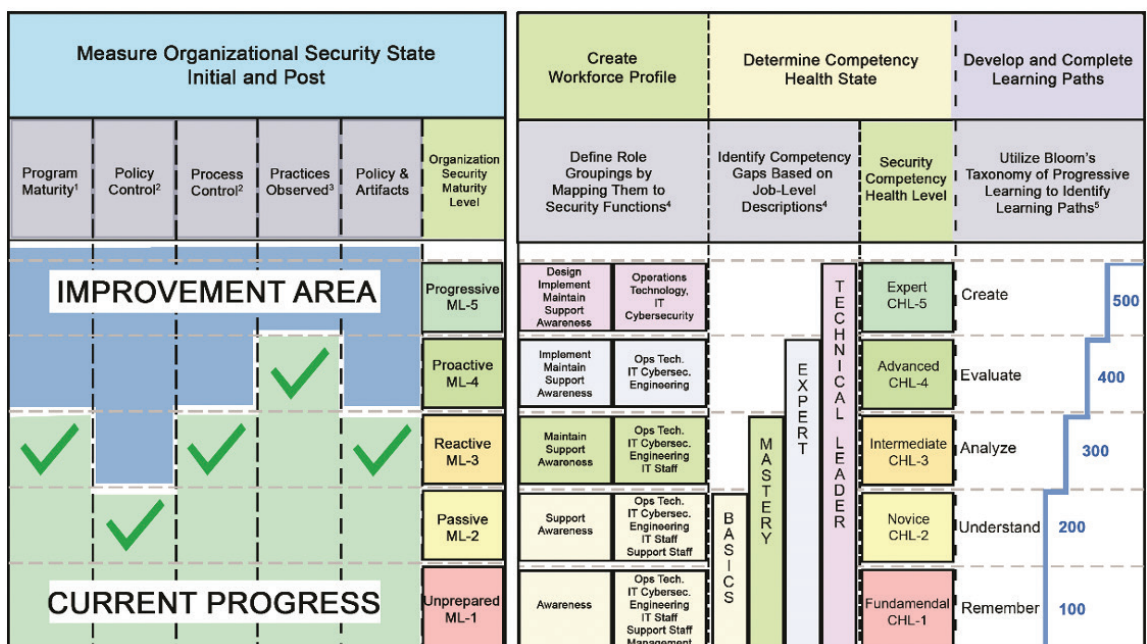 Measure Organizational Security State
Initial and Post
Create
Workforce Profile
Determine Competency
Health State
Develop and Complete
Learning Paths
Program
Maturity¹
Policy
Control²
Process
Control²
Practices
Observed³
Policy &
Artifacts
Organization
Security
Maturity
Level
Define Role
Groupings by
Mapping Them to
Security Functions⁴
Identify Competency
Gaps Based on
Job-Level
Descriptions⁴
Security
Competency
Health Level
Utilize Bloom's
Taxonomy of Progressive
Learning to Identify
Learning Paths⁵
IMPROVEMENT AREA
Progressive
ML-5
Design
Implement
Maintain
Support
Awareness
Operations
Technology,
IT
Cybersecurity
Expert
CHL-5
Create
500
Proactive
ML-4
Implement
Maintain
Support
Awareness
Ops Tech.
IT Cybersec.
Engineering
Advanced
CHL-4
Evaluate
400
Reactive
ML-3
Maintain
Support
Awareness
Ops Tech.
IT Cybersec.
Engineering
IT Staff
Intermediate
CHL-3
Analyze
300
Passive
ML-2
Support
Awareness
Ops Tech.
IT Cybersec.
Engineering
IT Staff
Support Staff
Novice
CHL-2
Understand
200
CURRENT PROGRESS
Unprepared
ML-1
Awareness
Ops Tech.
IT Cybersec.
Engineering
IT Staff
Support Staff
Management
Fundamendal
CHL-1
Remember
100
BASICS
MASTERY
EXPERT
TECHNICAL LEADER